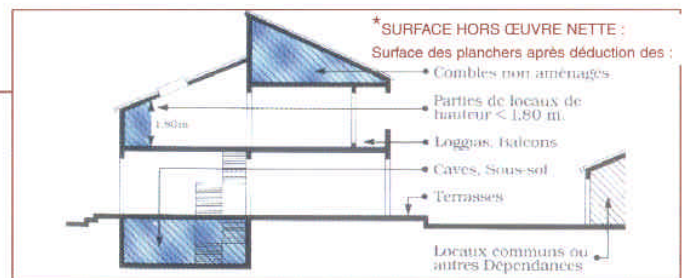 *SURFACE HORS ŒUVRE NETTE :
Surface des planchers après déduction des :
Combles non aménages
Parties de locaux de
hauteur < 1,80 m.
1.80m
Loggias, Balcons
Caves, Sous-sol
Terrasses
Locaux communs ou
autres Dépendances